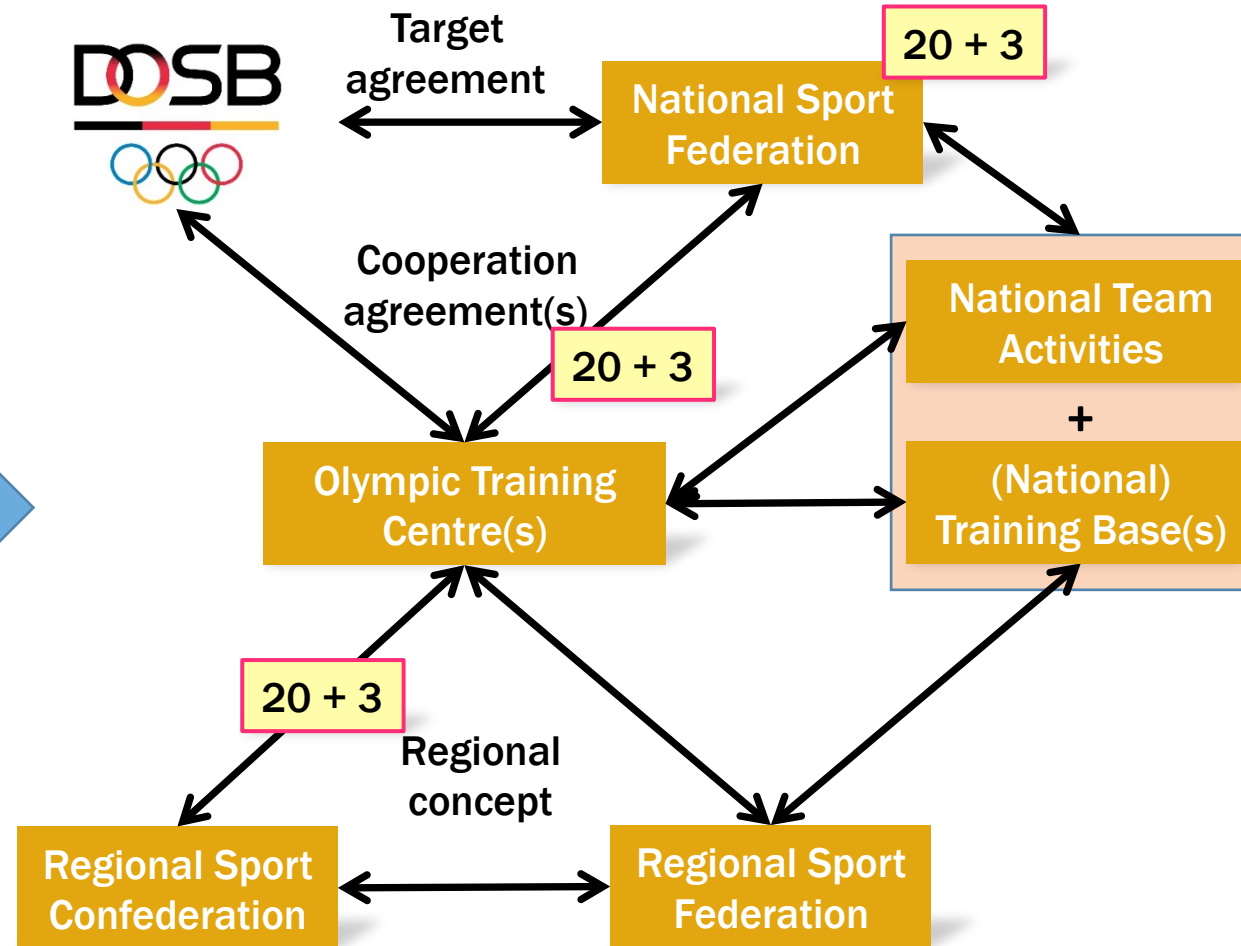 DOSB
Target
agreement
20 + 3
National Sport
Federation
Cooperation
agreement(s)
20 + 3
National Team
Activities
+
(National)
Training Base(s)
Olympic Training
Centre(s)
20 + 3
Regional
concept
Regional Sport
Confederation
Regional Sport
Federation